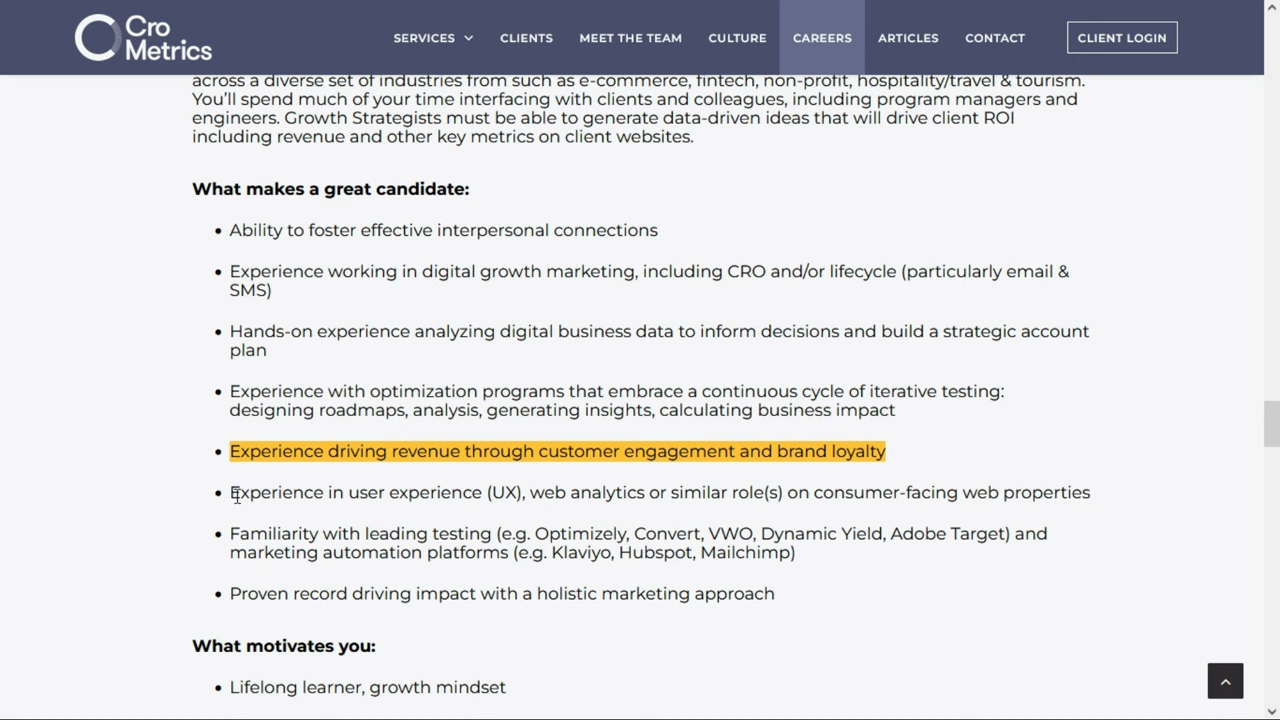 Cro
Metrics
SERVICES
CLIENTS
MEET THE TEAM
CULTURE
CAREERS
ARTICLES
CONTACT
CLIENT LOGIN
across a diverse set of industries from such as e-commerce, fintech, non-profit, hospitality/travel & tourism.
You’ll spend much of your time interfacing with clients and colleagues, including program managers and
engineers. Growth Strategists must be able to generate data-driven ideas that will drive client ROI
including revenue and other key metrics on client websites.
What makes a great candidate:
• Ability to foster effective interpersonal connections
• Experience working in digital growth marketing, including CRO and/or lifecycle (particularly email &
SMS)
• Hands-on experience analyzing digital business data to inform decisions and build a strategic account
plan
• Experience with optimization programs that embrace a continuous cycle of iterative testing:
designing roadmaps, analysis, generating insights, calculating business impact
• Experience driving revenue through customer engagement and brand loyalty
• Experience in user experience (UX), web analytics or similar role(s) on consumer-facing web properties
• Familiarity with leading testing (e.g. Optimizely, Convert, VWO, Dynamic Yield, Adobe Target) and
marketing automation platforms (e.g. Klaviyo, Hubspot, Mailchimp)
• Proven record driving impact with a holistic marketing approach
What motivates you:
• Lifelong learner, growth mindset